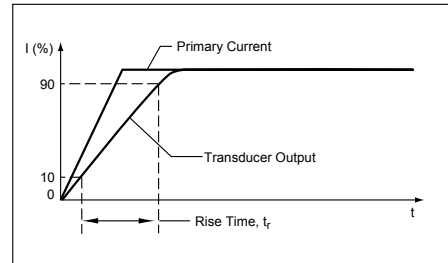 I (%)
Primary Current
90
Transducer Output
10
0
t
Rise Time, tr